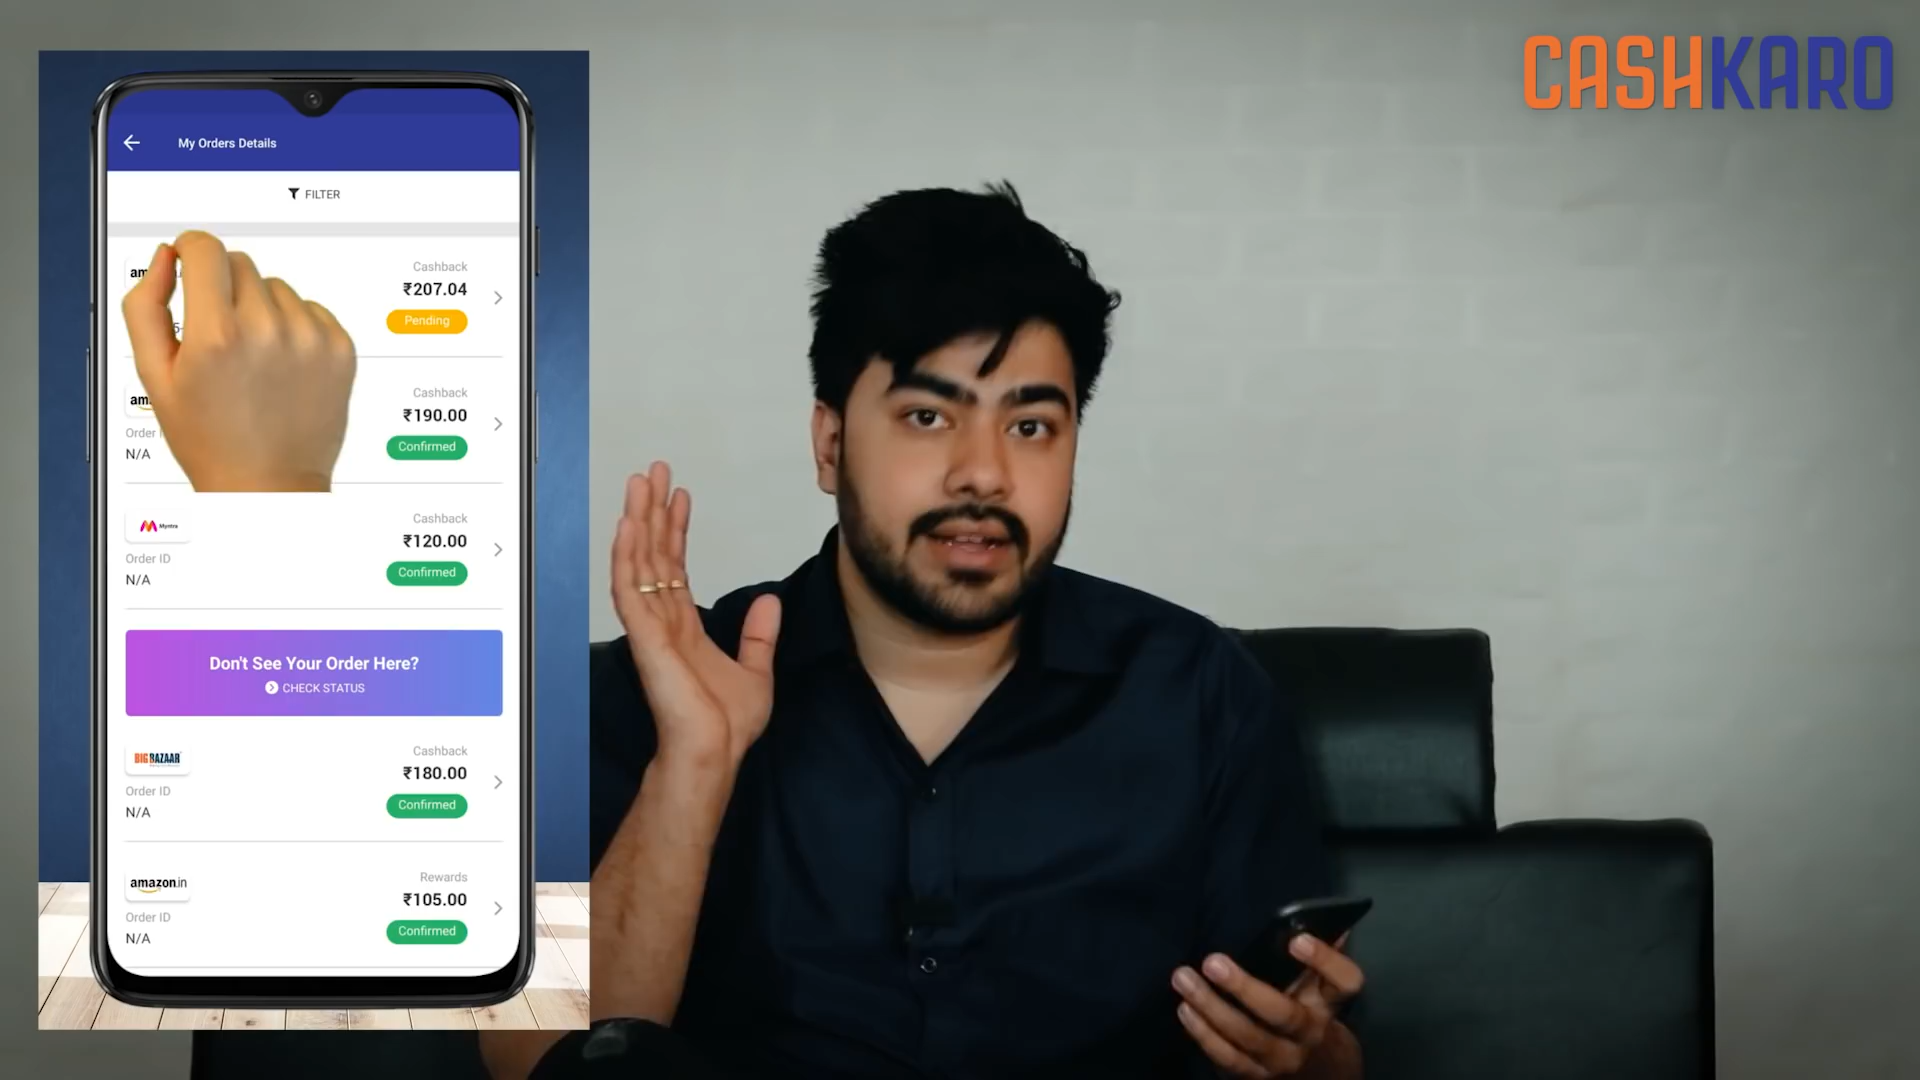 CASHKARO
My Orders Details
FILTER
Cashback
₹207.04
Pending
Cashback
₹190.00
Order
Confirmed
N/A
Myntra
Cashback
₹120.00
Order ID
Confirmed
N/A
Don't See Your Order Here?
CHECK STATUS
BIG BAZAAR
Cashback
₹180.00
Order ID
Confirmed
N/A
amazon.in
Rewards
₹105.00
Order ID
Confirmed
N/A